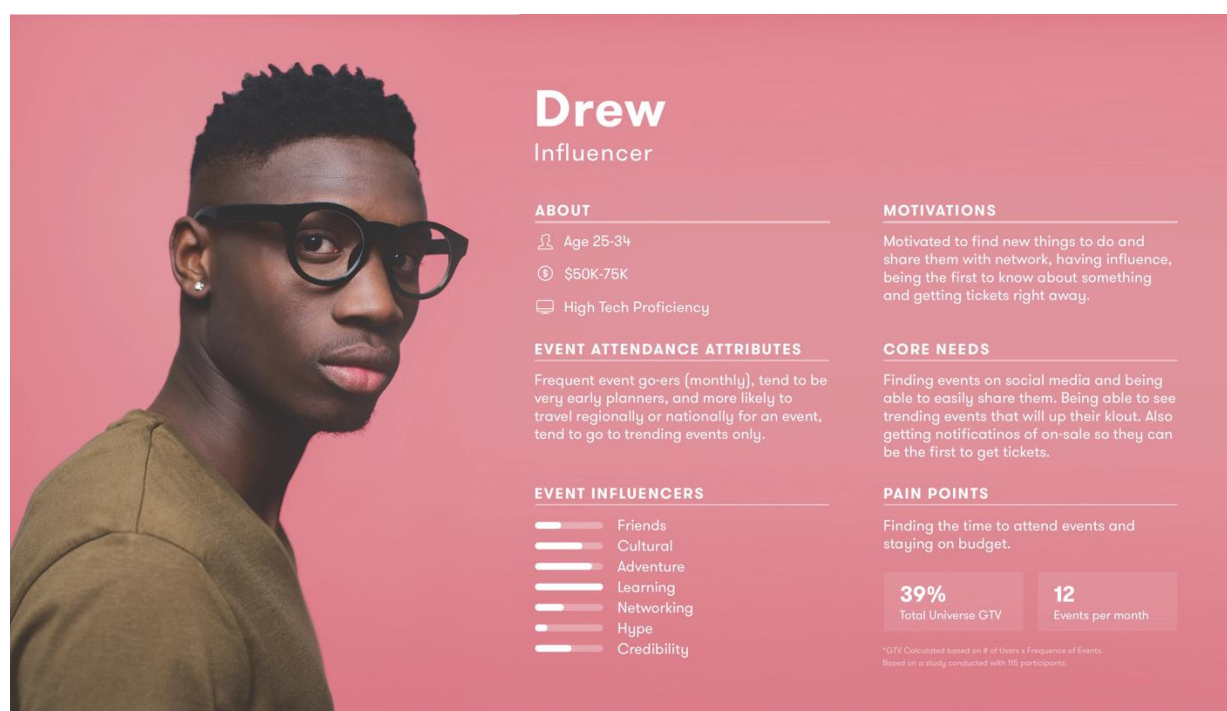 Drew
Influencer
ABOUT
Age 25-34
$50K-75K
High Tech Proficiency
EVENT ATTENDANCE ATTRIBUTES
Frequent event go-ers (monthly), tend to be
very early planners, and more likely to
travel regionally or nationally for an event,
tend to go to trending events only.
EVENT INFLUENCERS
Friends
Cultural
Adventure
Learning
Networking
Hype
Credibility
MOTIVATIONS
Motivated to find new things to do and
share them with network, having influence,
being the first to know about something
and getting tickets right away.
CORE NEEDS
Finding events on social media and being
able to easily share them. Being able to see
trending events that will up their klout. Also
getting notificatinos of on-sale so they can
be the first to get tickets.
PAIN POINTS
Finding the time to attend events and
staying on budget.
39%
Total Universe GTV
12
Events per month
*GTV Calculated based on # of Users x Frequence of Events.
Based on a study conducted with 115 participants.